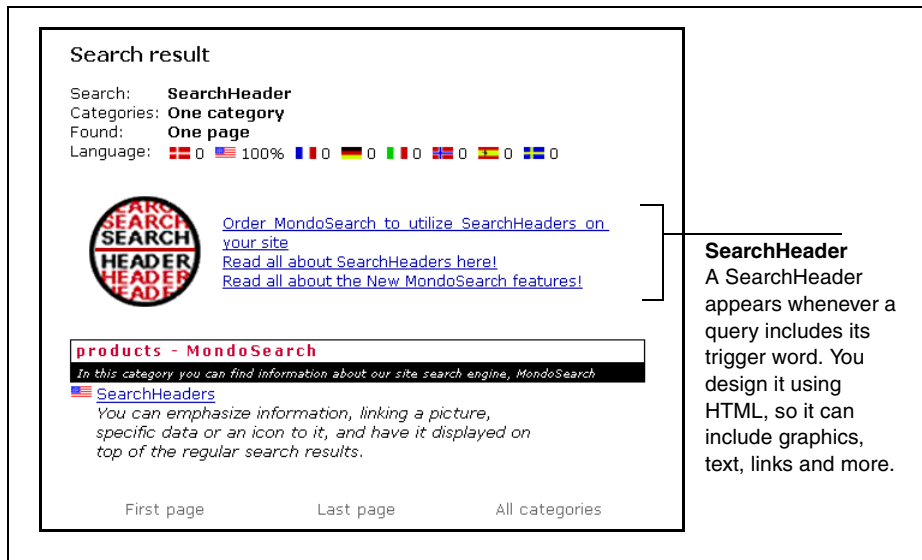 Search result
Search: SearchHeader
Categories: One category
Found: One page
Language: 0 100% 0 0 0 0 0 0
SEARCH
SEARCH
SEARCH
HEADER
HEADER
HEADER
Order MondoSearch to utilize SearchHeaders on
your site
Read all about SearchHeaders here!
Read all about the New MondoSearch features!
SearchHeader
A SearchHeader
appears whenever a
query includes its
trigger word. You
design it using
HTML, so it can
include graphics,
text, links and more.
products - MondoSearch
In this category you can find information about our site search engine, MondoSearch
SearchHeaders
You can emphasize information, linking a picture,
specific data or an icon to it, and have it displayed on
top of the regular search results.
First page Last page All categories